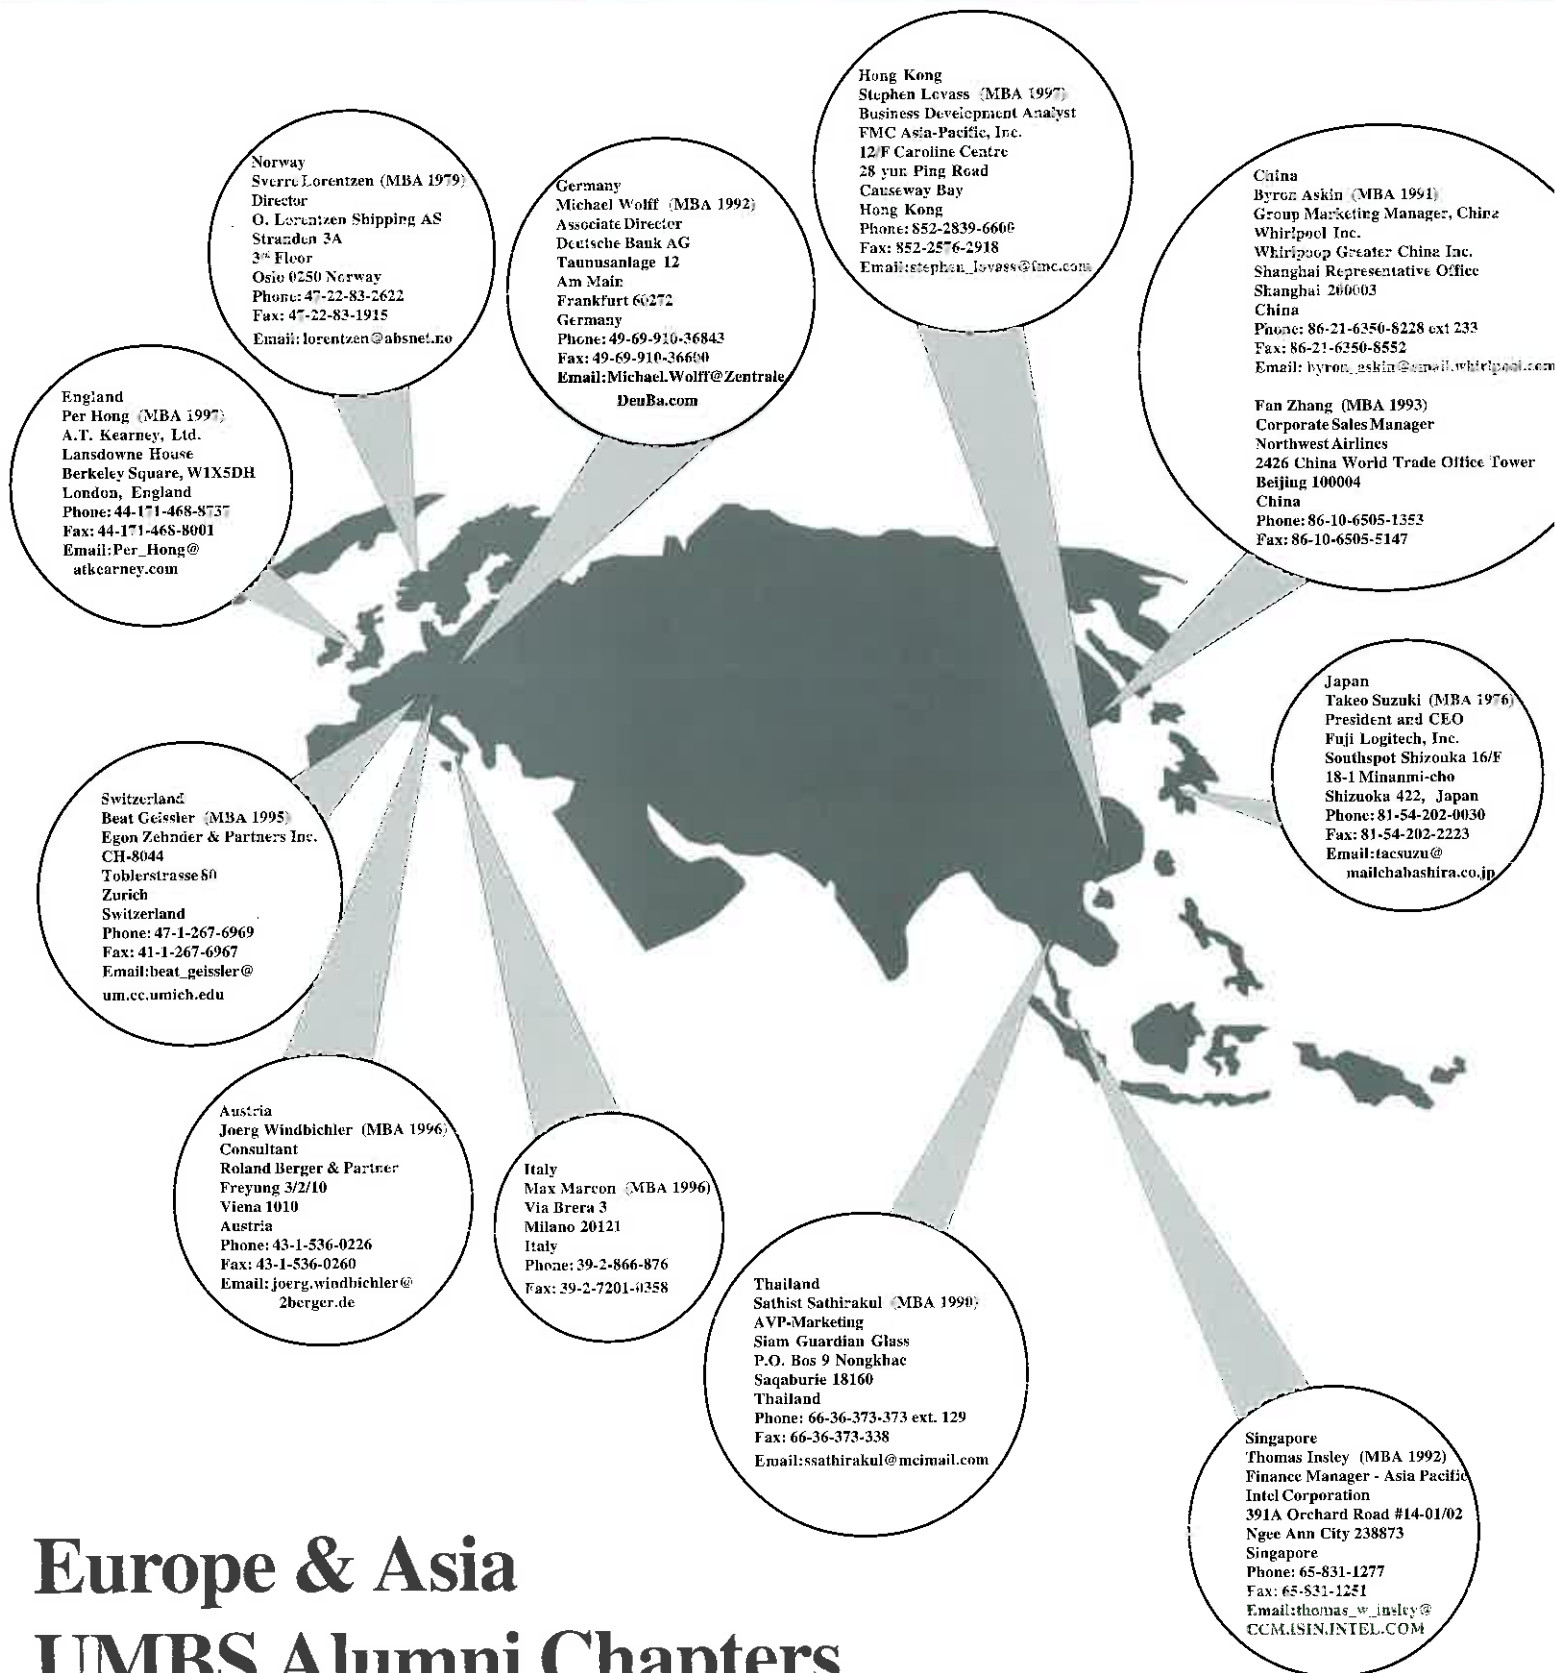 Hong Kong
Stephen Lovass (MBA 1997)
Business Development Analyst
FMC Asia-Pacific, Inc.
12/F Caroline Centre
28 yun Ping Road
Causeway Bay
Hong Kong
Phone: 852-2839-6600
Fax: 852-2576-2918
Email:stephen_lovass@fmc.com
Norway
Sverre Lorentzen (MBA 1979)
Director
O. Lorentzen Shipping AS
Stranden 3A
3rd Floor
Oslo 0250 Norway
Phone: 47-22-83-2622
Fax: 47-22-83-1915
Email: lorentzen@absnet.no
Germany
Michael Wolff (MBA 1992)
Associate Director
Deutsche Bank AG
Taunusanlage 12
Am Main
Frankfurt 60272
Germany
Phone: 49-69-910-36843
Fax: 49-69-910-36600
Email:Michael.Wolff@Zentrale.
DeuBa.com
China
Byron Askin (MBA 1991)
Group Marketing Manager, China
Whirlpool Inc.
Whirlpoop Greater China Inc.
Shanghai Representative Office
Shanghai 200003
China
Phone: 86-21-6350-8228 ext 233
Fax: 86-21-6350-8552
Email: byron_askin@email.whirlpool.com
Fan Zhang (MBA 1993)
Corporate Sales Manager
Northwest Airlines
2426 China World Trade Office Tower
Beijing 100004
China
Phone: 86-10-6505-1353
Fax: 86-10-6505-5147
England
Per Hong (MBA 1997)
A.T. Kearney, Ltd.
Lansdowne House
Berkeley Square, W1X5DH
London, England
Phone: 44-171-468-8737
Fax: 44-171-468-8001
Email:Per_Hong@
atkearney.com
Japan
Takeo Suzuki (MBA 1976)
President and CEO
Fuji Logitech, Inc.
Southspot Shizouka 16/F
18-1 Minanmi-cho
Shizuoka 422, Japan
Phone: 81-54-202-0030
Fax: 81-54-202-2223
Email:tacsuzu@
mailchabashira.co.jp
Switzerland
Beat Geissler (MBA 1995)
Egon Zehnder & Partners Inc.
CH-8044
Toblerstrasse 80
Zurich
Switzerland
Phone: 47-1-267-6969
Fax: 41-1-267-6967
Email:beat_geissler@
um.cc.umich.edu
Austria
Joerg Windbichler (MBA 1996)
Consultant
Roland Berger & Partner
Freyung 3/2/10
Viena 1010
Austria
Phone: 43-1-536-0226
Fax: 43-1-536-0260
Email: joerg.windbichler@
2berger.de
Italy
Max Marcon (MBA 1996)
Via Brera 3
Milano 20121
Italy
Phone: 39-2-866-876
Fax: 39-2-7201-0358
Thailand
Sathist Sathirakul (MBA 1990)
AVP-Marketing
Siam Guardian Glass
P.O. Bos 9 Nongkhae
Saqaburie 18160
Thailand
Phone: 66-36-373-373 ext. 129
Fax: 66-36-373-338
Email:ssathirakul@mcimail.com
Singapore
Thomas Insley (MBA 1992)
Finance Manager - Asia Pacific
Intel Corporation
391A Orchard Road #14-01/02
Ngee Ann City 238873
Singapore
Phone: 65-831-1277
Fax: 65-831-1251
Email:thomas_w_insley@
CCM.ISIN.INTEL.COM
Europe & Asia
UMBS Alumni Chapters